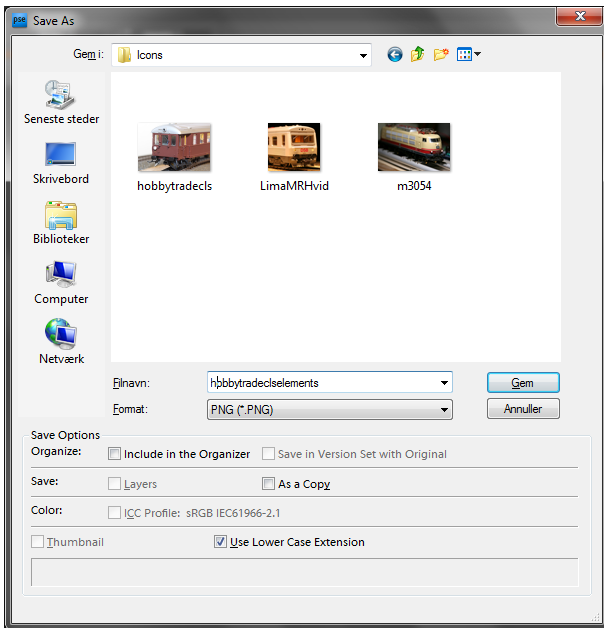 pse Save As
Gem i: Icons
Seneste steder
Skrivebord
Biblioteker
Computer
Netværk
hobbytradecls LimaMRHvid m3054
Filnavn: hobbytradeclselements Gem
Format: PNG (*.PNG) Annuller
Save Options
Organize: Include in the Organizer Save in Version Set with Original
Save: Layers As a Copy
Color: ICC Profile: sRGB IEC61966-2.1
Thumbnail Use Lower Case Extension